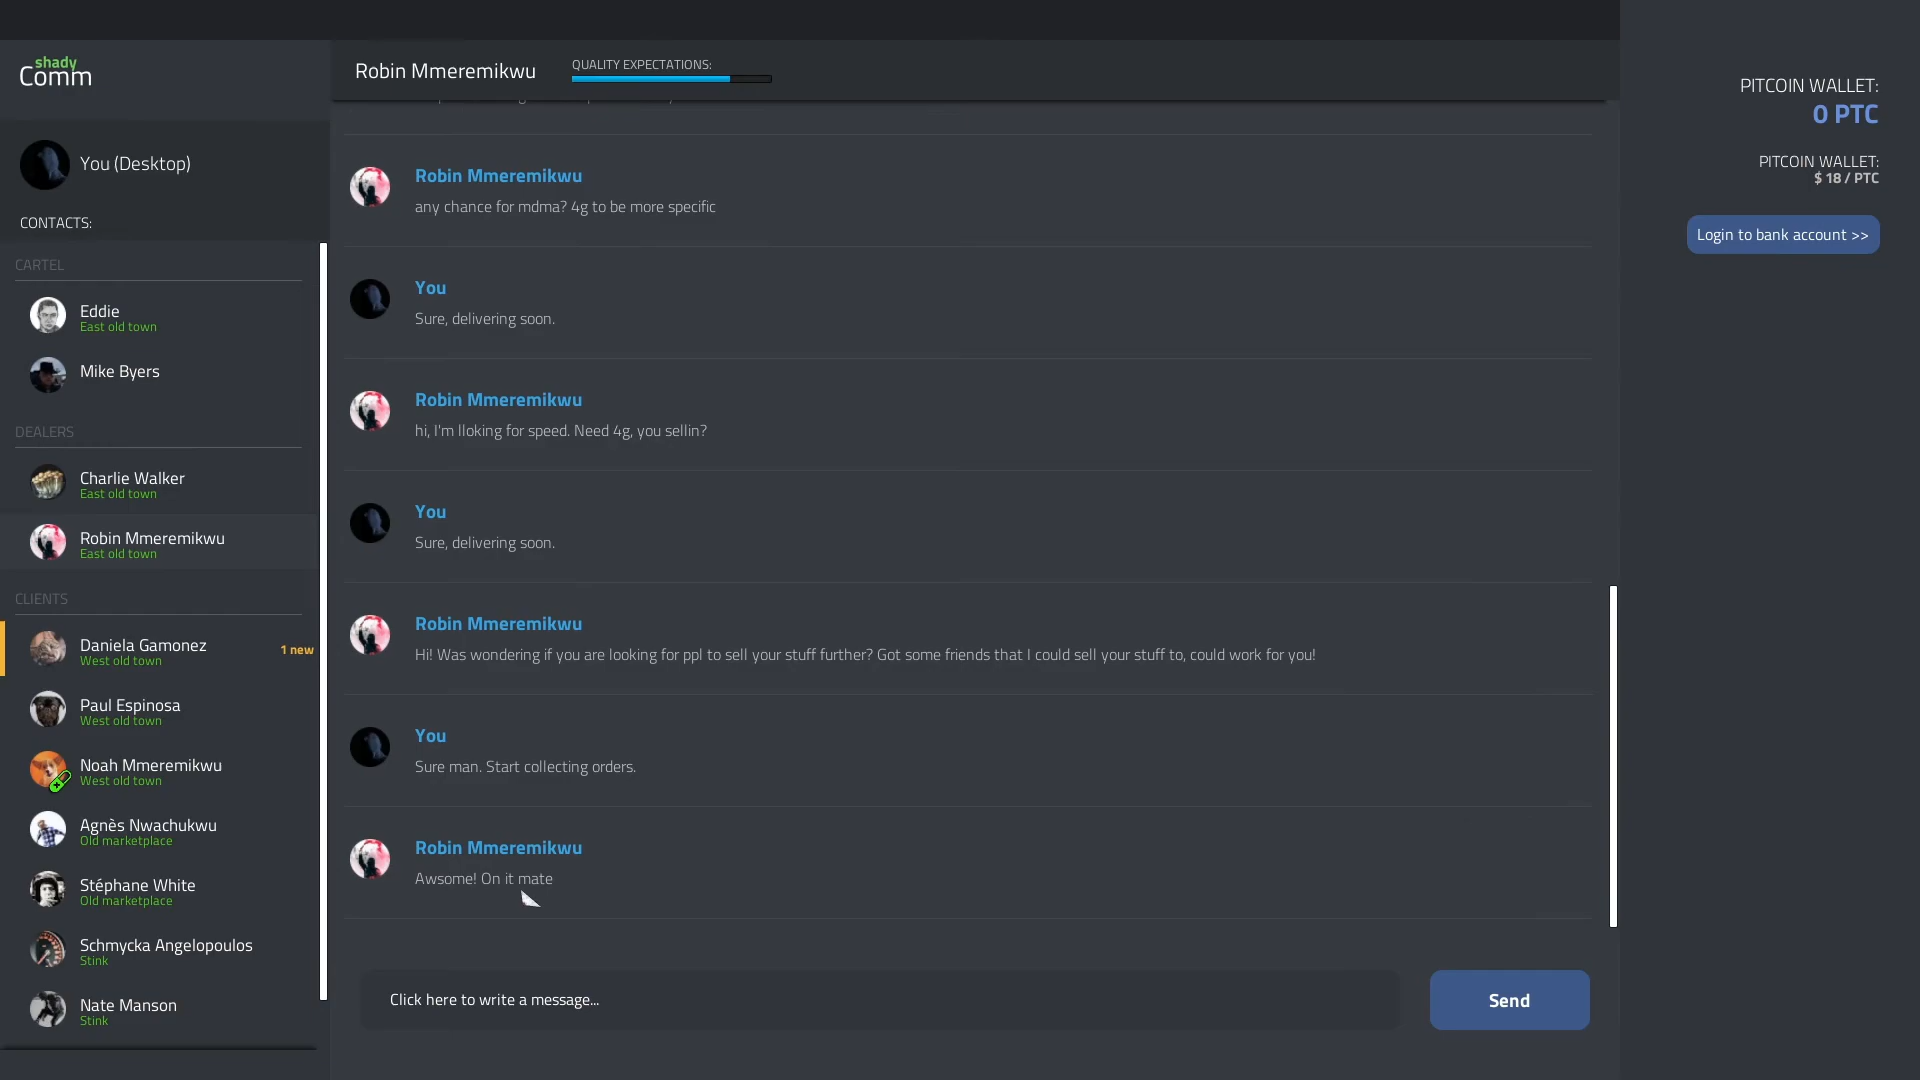 shady
Comm
You (Desktop)
CONTACTS:
CARTEL
Eddie
East old town
Mike Byers
DEALERS
Charlie Walker
East old town
Robin Mmeremikwu
East old town
CLIENTS
Daniela Gamonez
West old town
1 new
Paul Espinosa
West old town
Noah Mmeremikwu
West old town
Agnès Nwachukwu
Old marketplace
Stéphane White
Old marketplace
Schmycka Angelopoulos
Stink
Nate Manson
Stink
Robin Mmeremikwu
QUALITY EXPECTATIONS:
Robin Mmeremikwu
any chance for mdma? 4g to be more specific
You
Sure, delivering soon.
Robin Mmeremikwu
hi, I'm lloking for speed. Need 4g, you sellin?
You
Sure, delivering soon.
Robin Mmeremikwu
Hi! Was wondering if you are looking for ppl to sell your stuff further? Got some friends that I could sell your stuff to, could work for you!
You
Sure man. Start collecting orders.
Robin Mmeremikwu
Awsome! On it mate
Click here to write a message...
Send
PITCOIN WALLET:
0 PTC
PITCOIN WALLET:
$ 18 / PTC
Login to bank account >>